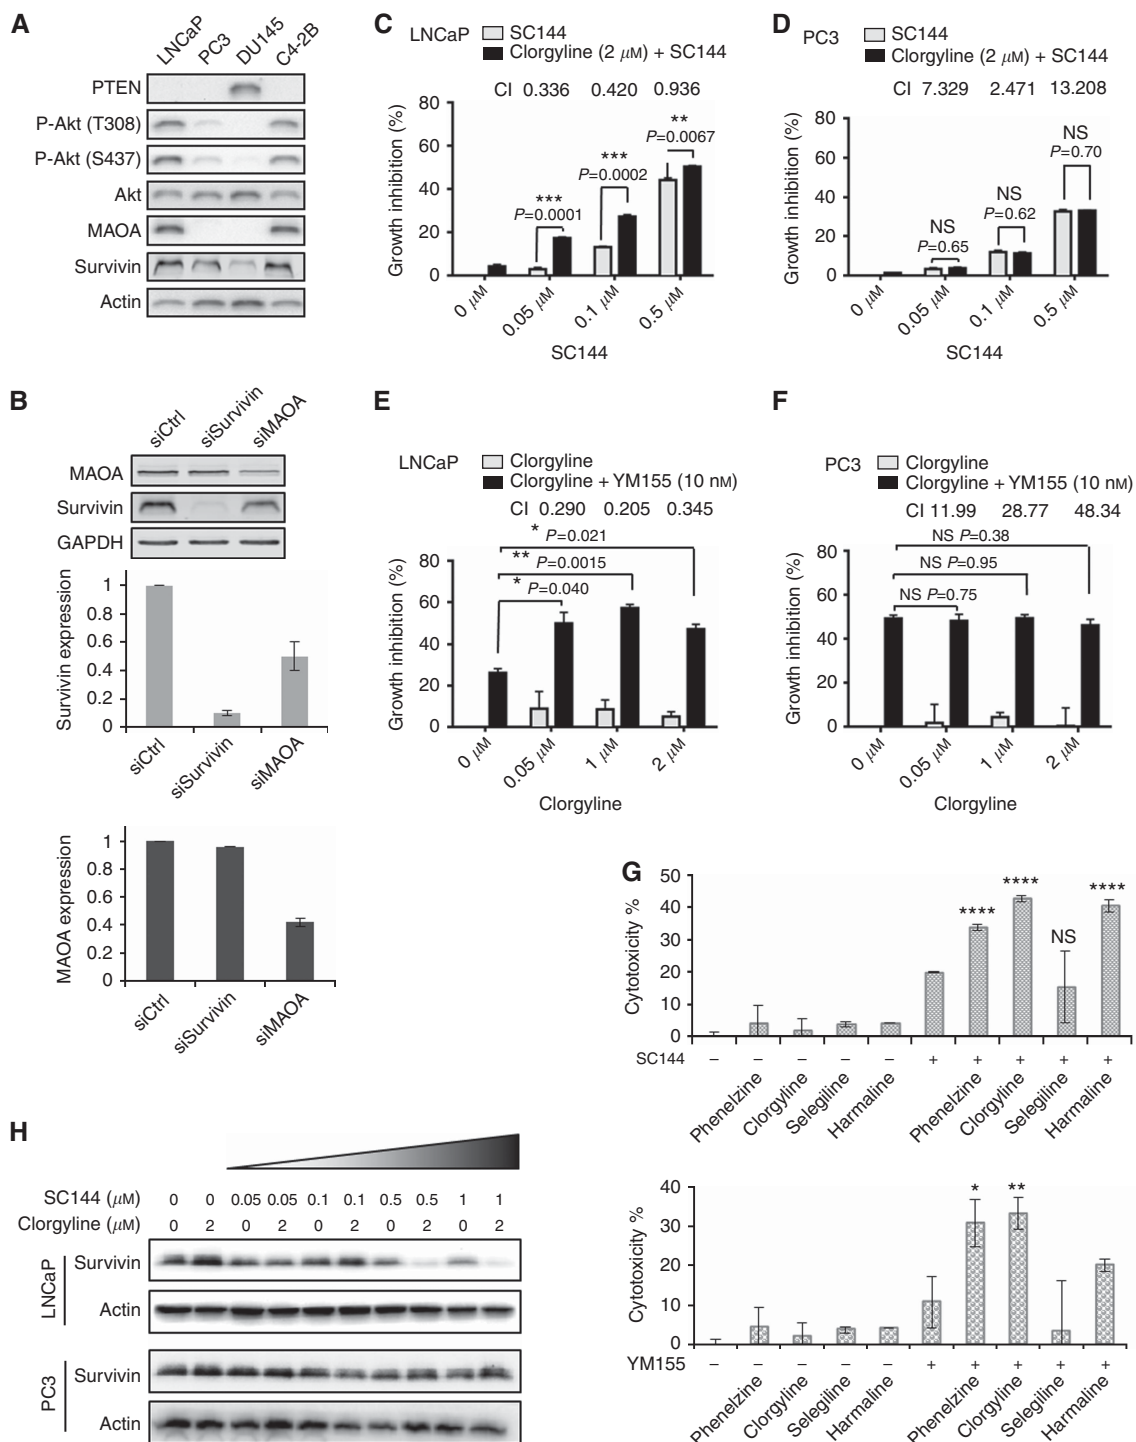 A
LNCaP PC3 DU145 C4-2B
PTEN
P-Akt (T308)
P-Akt (S437)
Akt
MAOA
Survivin
Actin
B
siCtrl siSurvivin siMAOA
MAOA
Survivin
GAPDH
Survivin expression
1
0.8
0.6
0.4
0.2
0
siCtrl siSurvivin siMAOA
MAOA expression
1
0.8
0.6
0.4
0.2
0
siCtrl siSurvivin siMAOA
C
LNCaP SC144
Clorgyline (2 μM) + SC144
CI 0.336 0.420 0.936
Growth inhibition (%)
80
60
40
20
0
*** P=0.0001
*** P=0.0002
** P=0.0067
0 μM 0.05 μM 0.1 μM 0.5 μM
SC144
D
PC3 SC144
Clorgyline (2 μM) + SC144
CI 7.329 2.471 13.208
Growth inhibition (%)
80
60
40
20
0
NS P=0.65
NS P=0.62
NS P=0.70
0 μM 0.05 μM 0.1 μM 0.5 μM
SC144
E
LNCaP Clorgyline
Clorgyline + YM155 (10 nM)
CI 0.290 0.205 0.345
* P=0.021
** P=0.0015
* P=0.040
Growth inhibition (%)
80
60
40
20
0
0 μM 0.05 μM 1 μM 2 μM
Clorgyline
F
PC3 Clorgyline
Clorgyline + YM155 (10 nM)
CI 11.99 28.77 48.34
NS P=0.38
NS P=0.95
NS P=0.75
Growth inhibition (%)
80
60
40
20
0
0 μM 0.05 μM 1 μM 2 μM
Clorgyline
G
Cytotoxicity %
50
40
30
20
10
0
**** **** NS ****
SC144 – – – – – + + + + +
Phenelzine Clorgyline Selegiline Harmaline Phenelzine Clorgyline Selegiline Harmaline
Cytotoxicity %
40
30
20
10
0
* **
YM155 – – – – – + + + + +
Phenelzine Clorgyline Selegiline Harmaline Phenelzine Clorgyline Selegiline Harmaline
H
SC144 (μM) 0 0 0.05 0.05 0.1 0.1 0.5 0.5 1 1
Clorgyline (μM) 0 2 0 2 0 2 0 2 0 2
LNCaP
Survivin
Actin
PC3
Survivin
Actin